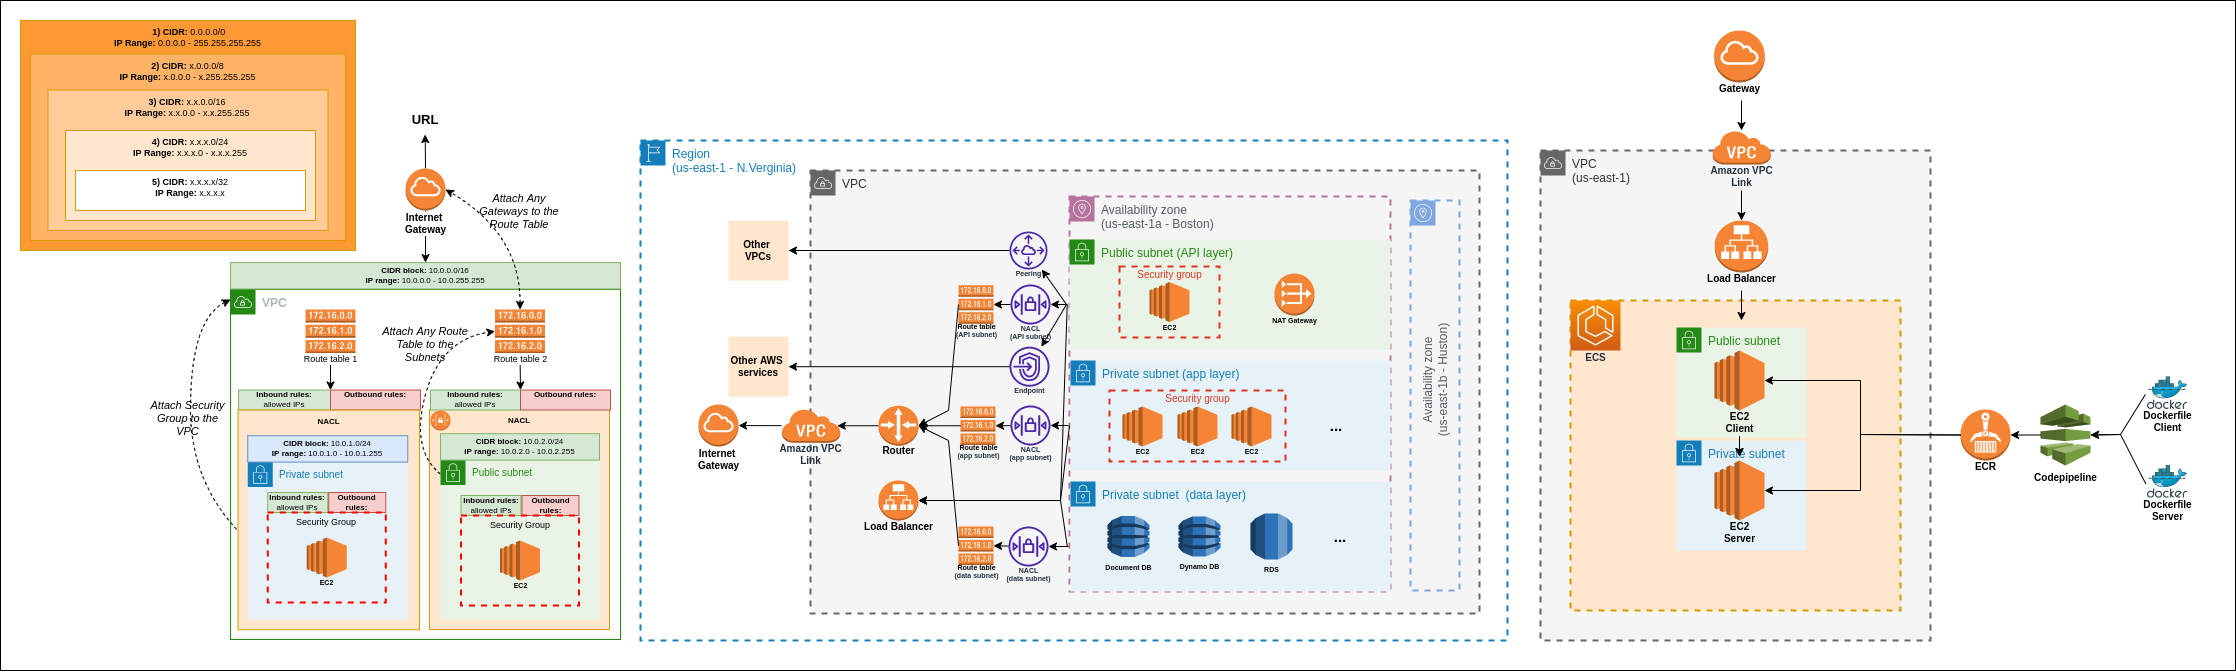 1) CIDR: 0.0.0.0/0
IP Range: 0.0.0.0 - 255.255.255.255
2) CIDR: x.0.0.0/8
IP Range: x.0.0.0 - x.255.255.255
3) CIDR: x.x.0.0/16
IP Range: x.x.0.0 - x.x.255.255
4) CIDR: x.x.x.0/24
IP Range: x.x.x.0 - x.x.x.255
5) CIDR: x.x.x.x/32
IP Range: x.x.x.x
URL
Internet
Gateway
Attach Any
Gateways to the
Route Table
CIDR block: 10.0.0.0/16
IP range: 10.0.0.0 - 10.0.255.255
VPC
172.16.0.0
172.16.1.0
172.16.2.0
Route table 1
Attach Any Route
Table to the
Subnets
172.16.0.0
172.16.1.0
172.16.2.0
Route table 2
Attach Security
Group to the
VPC
Inbound rules:
allowed IPs
Outbound rules:
NACL
CIDR block: 10.0.1.0/24
IP range: 10.0.1.0 - 10.0.1.255
Private subnet
Inbound rules:
allowed IPs
Outbound
rules:
Security Group
EC2
Inbound rules:
allowed IPs
Outbound rules:
NACL
CIDR block: 10.0.2.0/24
IP range: 10.0.2.0 - 10.0.2.255
Public subnet
Inbound rules:
allowed IPs
Outbound
rules:
Security Group
EC2
Region
(us-east-1 - N.Verginia)
VPC
Other
VPCs
Other AWS
services
Internet
Gateway
VPC
Amazon VPC
Link
Router
Load Balancer
Peering
172.16.0.0
172.16.1.0
172.16.2.0
Route table
(API subnet)
NACL
(API subnet)
Endpoint
172.16.0.0
172.16.1.0
172.16.2.0
Route table
(app subnet)
NACL
(app subnet)
172.16.0.0
172.16.1.0
172.16.2.0
Route table
(data subnet)
NACL
(data subnet)
Availability zone
(us-east-1a - Boston)
Public subnet (API layer)
Security group
EC2
NAT Gateway
Private subnet (app layer)
Security group
EC2
EC2
EC2
...
Private subnet (data layer)
Document DB
Dynamo DB
RDS
...
Availability zone
(us-east-1b - Huston)
Gateway
VPC
(us-east-1)
VPC
Amazon VPC
Link
Load Balancer
ECS
Public subnet
EC2
Client
Private subnet
EC2
Server
ECR
Codepipeline
docker
Dockerfile
Client
docker
Dockerfile
Server